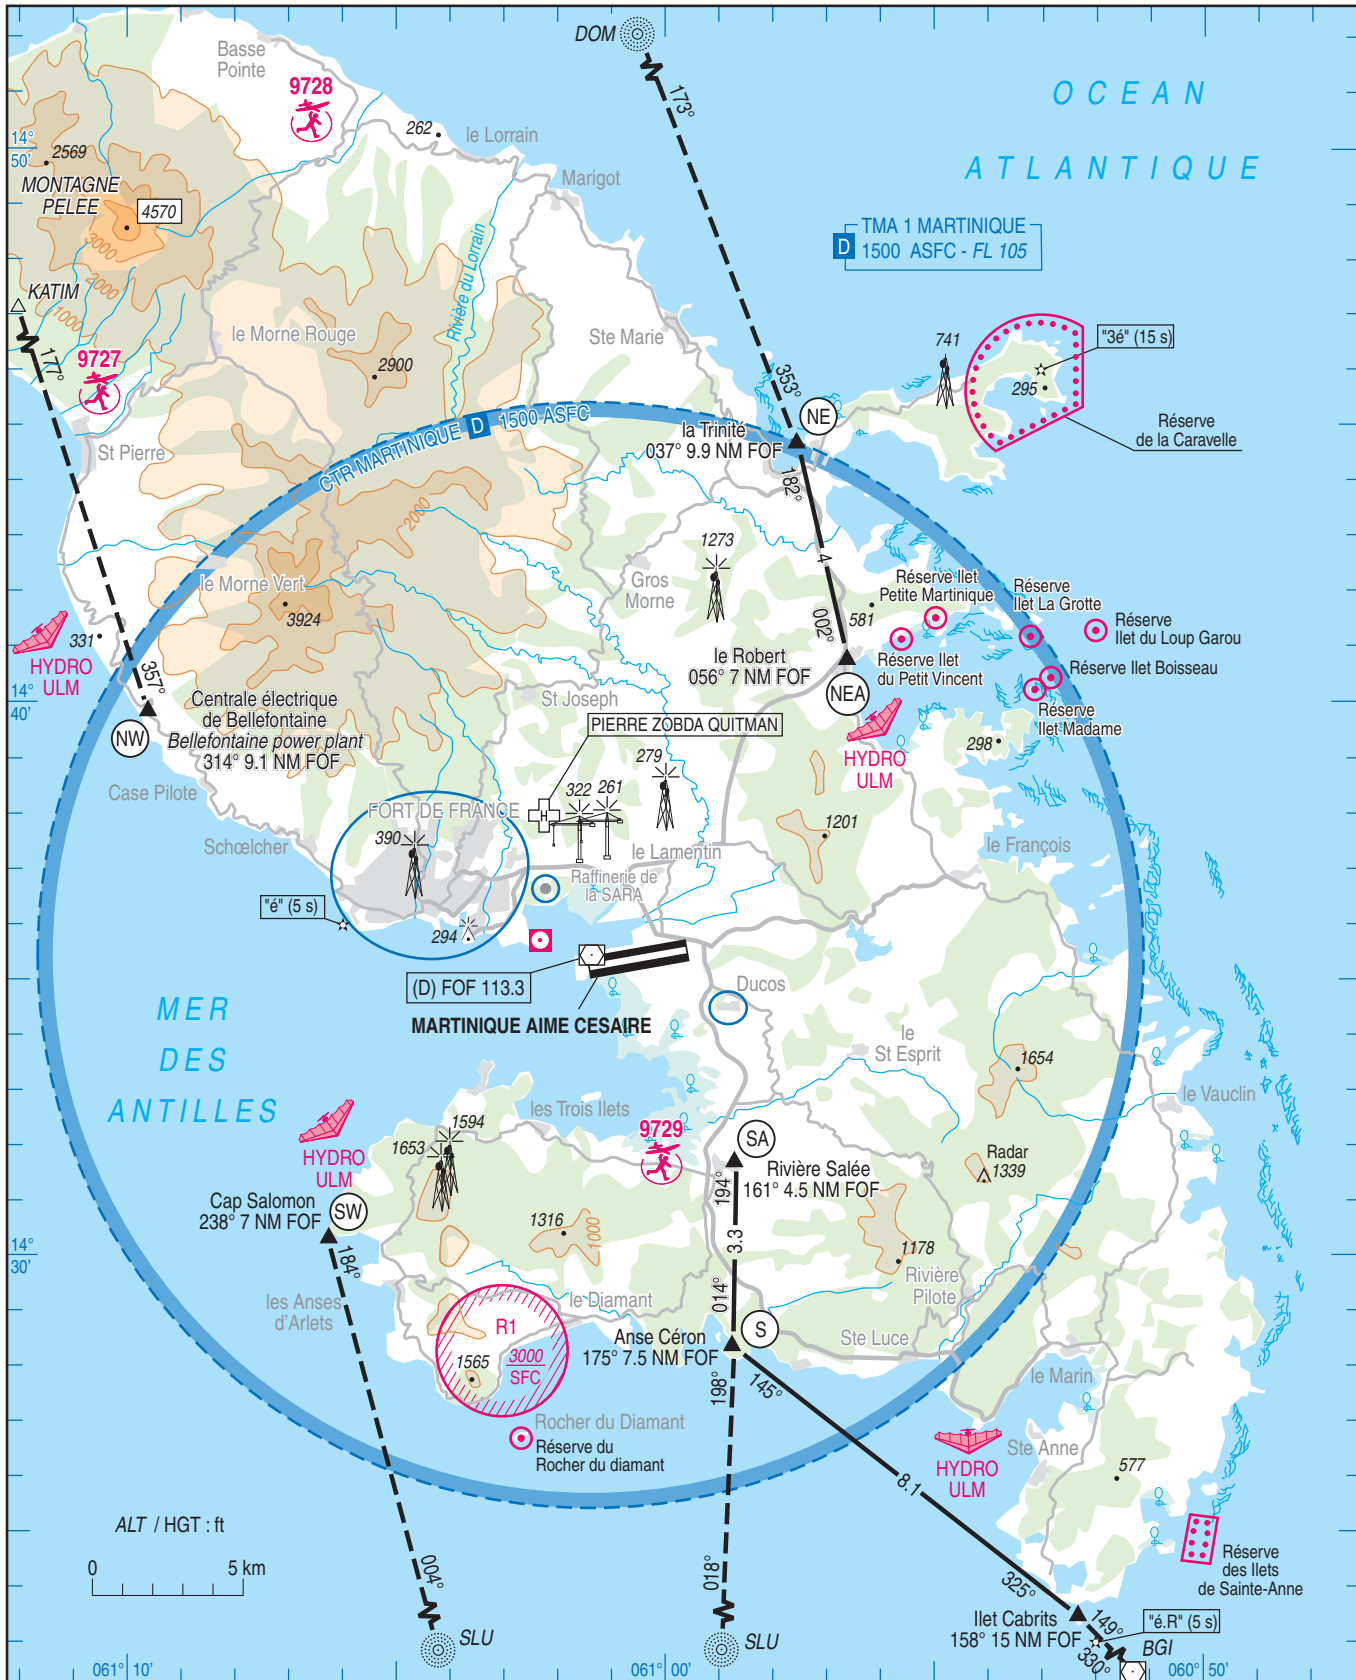 DOM
Basse
Pointe
9728
173°
OCEAN
ATLANTIQUE
262
le Lorrain
14°
50'
2569
MONTAGNE
PELEE
4570
3000
2000
1000
Marigot
TMA 1 MARTINIQUE
D
1500 ASFC - FL 105
Rivière du Lorrain
KATIM
177°
9727
le Morne Rouge
2900
Ste Marie
353°
741
"3é" (15 s)
295
Réserve
de la Caravelle
CTR MARTINIQUE D 1500 ASFC
NE
la Trinité
037° 9.9 NM FOF
182°
St Pierre
2000
4
1273
Gros
Morne
Réserve Ilet
Petite Martinique
Réserve
Ilet La Grotte
Réserve
Ilet du Loup Garou
581
002°
le Morne Vert
3924
331
HYDRO
ULM
357°
le Robert
056° 7 NM FOF
Réserve Ilet
du Petit Vincent
Réserve Ilet Boisseau
NEA
Réserve
Ilet Madame
14°
40'
NW
Centrale électrique
de Bellefontaine
Bellefontaine power plant
314° 9.1 NM FOF
St Joseph
PIERRE ZOBDA QUITMAN
HYDRO
ULM
298
Case Pilote
279
322
261
H
FORT DE FRANCE
390
Schœlcher
1201
le Lamentin
le François
Raffinerie de
la SARA
"é" (5 s)
294
(D) FOF 113.3
MARTINIQUE AIME CESAIRE
Ducos
MER
DES
ANTILLES
le
St Esprit
1654
le Vauclin
les Trois Ilets
HYDRO
ULM
1594
1653
9729
SA
Rivière Salée
161° 4.5 NM FOF
194°
Radar
1339
Cap Salomon
238° 7 NM FOF
SW
184°
1316
1000
3.3
1178
Rivière
Pilote
14°
30'
les Anses
d'Arlets
le Diamant
014°
R1
3000
SFC
1565
Anse Céron
175° 7.5 NM FOF
S
Ste Luce
198°
145°
le Marin
Rocher du Diamant
Réserve du
Rocher du diamant
Ste Anne
HYDRO
ULM
577
8.1
ALT / HGT : ft
0
5 km
004°
018°
325°
Réserve
des Ilets
de Sainte-Anne
Ilet Cabrits
158° 15 NM FOF
149°
"é.R" (5 s)
330°
BGI
SLU
SLU
061° 10'
061° 00'
060° 50'